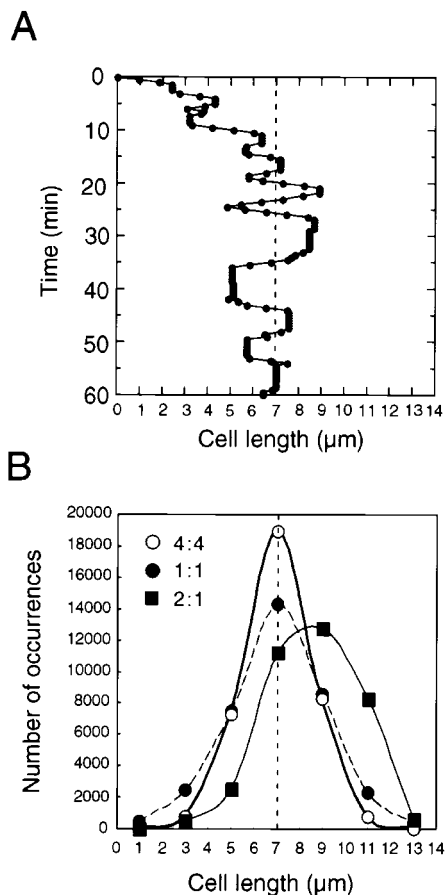 A
0
10
20
30
40
50
60
Time (min)
0 1 2 3 4 5 6 7 8 9 10 11 12 13 14
Cell length (µm)
B
20000
18000
16000
14000
12000
10000
8000
6000
4000
2000
0
Number of occurrences
4:4
1:1
2:1
0 1 2 3 4 5 6 7 8 9 10 11 12 13 14
Cell length (µm)